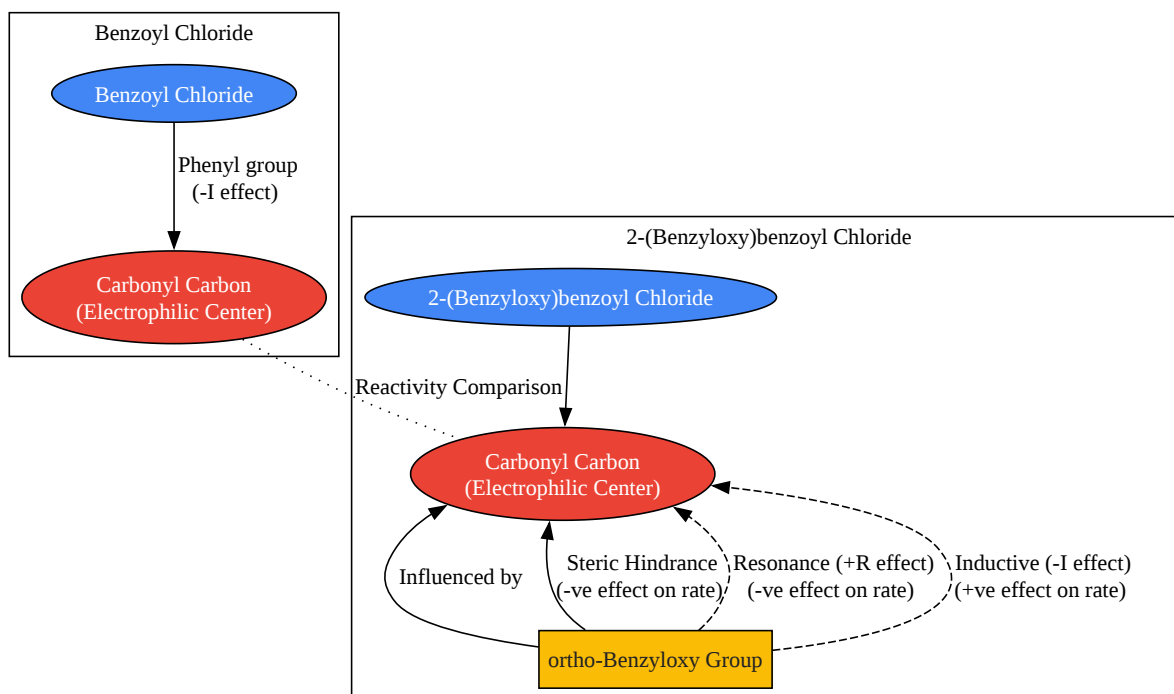 Benzoyl Chloride
Benzoyl Chloride
Phenyl group
(-I effect)
Carbonyl Carbon
(Electrophilic Center)
2-(Benzyloxy)benzoyl Chloride
2-(Benzyloxy)benzoyl Chloride
Reactivity Comparison
Carbonyl Carbon
(Electrophilic Center)
Influenced by
Steric Hindrance
(-ve effect on rate)
Resonance (+R effect)
(-ve effect on rate)
Inductive (-I effect)
(+ve effect on rate)
ortho-Benzyloxy Group